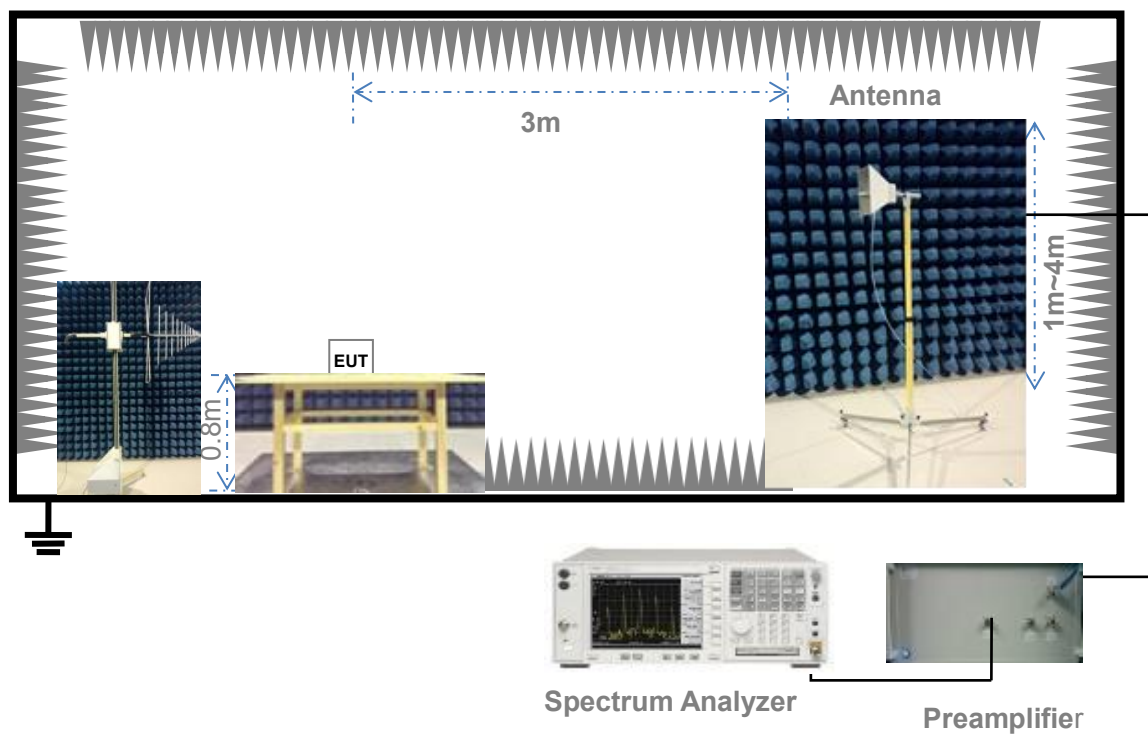 Antenna
3m
1m~4m
EUT
0.8m
Spectrum Analyzer
Preamplifier